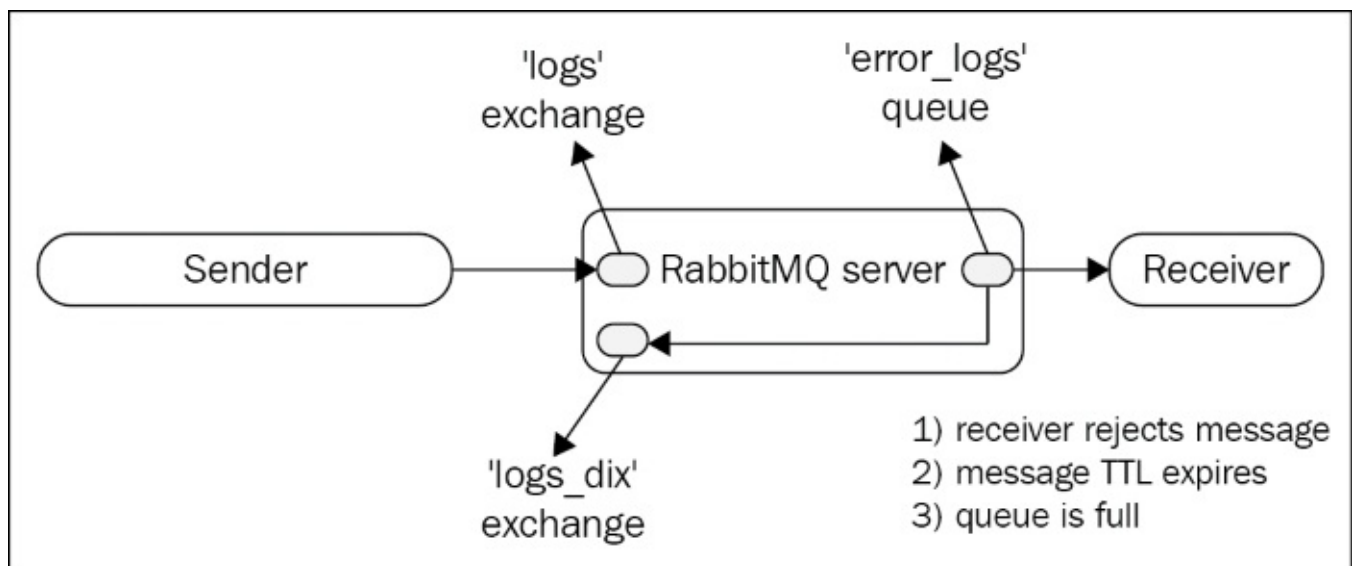 'logs'
exchange
'error_logs'
queue
Sender
RabbitMQ server
Receiver
'logs_dix'
exchange
1) receiver rejects message
2) message TTL expires
3) queue is full